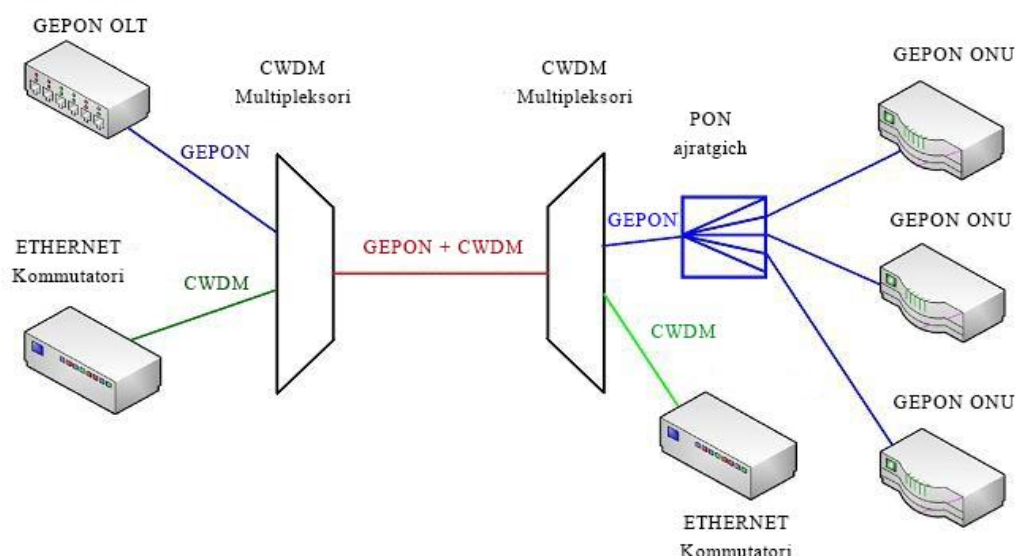 GEPON OLT
CWDM
Multipleksori
CWDM
Multipleksori
GEPON ONU
PON
ajratgich
GEPON
GEPON
GEPON ONU
ETHERNET
Kommutatori
GEPON + CWDM
CWDM
CWDM
GEPON ONU
ETHERNET
Kommutatori